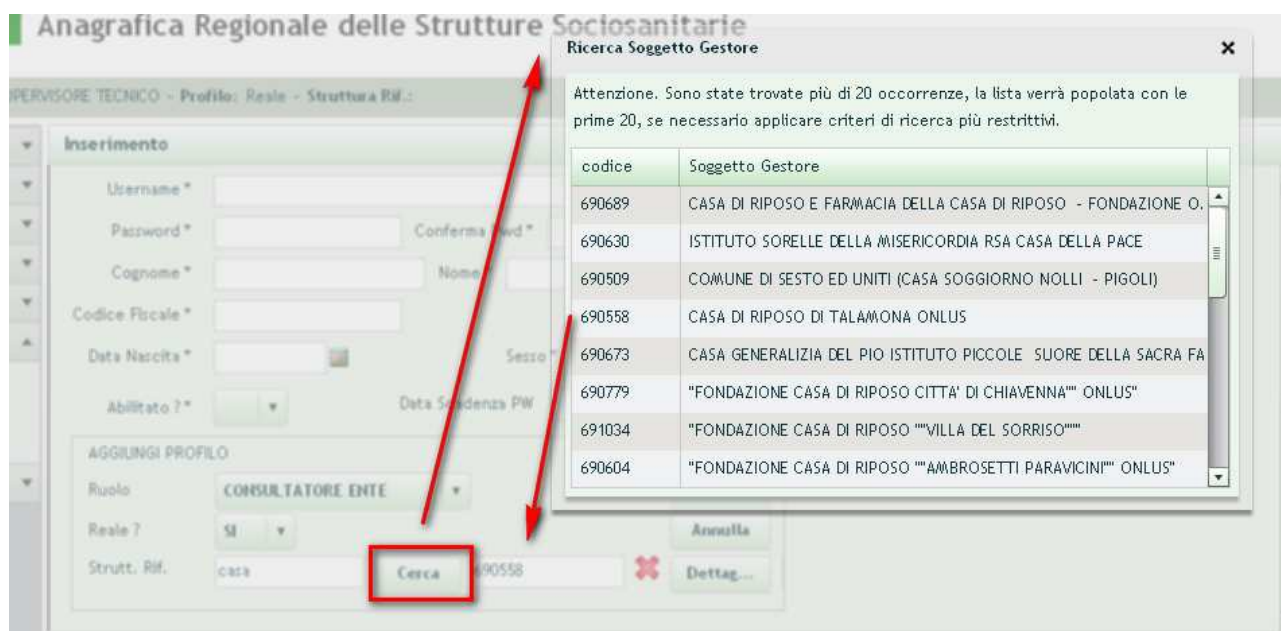 Anagrafica Regionale delle Strutture Sociosanitarie
SUPERVISORE TECNICO - Profilo: Reale - Struttura Rif.:
Inserimento
Username *
Password *
Conferma Pwd *
Cognome *
Nome *
Codice Fiscale *
Data Nascita *
Sesso *
Abilitato ? *
Data Scadenza PW
AGGIUNGI PROFILO
Ruolo
CONSULTATORE ENTE
Reale ?
SI
Annulla
Strutt. Rif.
casa
Cerca
690558
Dettag...
Ricerca Soggetto Gestore
Attenzione. Sono state trovate più di 20 occorrenze, la lista verrà popolata con le
prime 20, se necessario applicare criteri di ricerca più restrittivi.
codice Soggetto Gestore
690689 CASA DI RIPOSO E FARMACIA DELLA CASA DI RIPOSO - FONDAZIONE O.
690630 ISTITUTO SORELLE DELLA MISERICORDIA RSA CASA DELLA PACE
690509 COMUNE DI SESTO ED UNITI (CASA SOGGIORNO NOLLI - PIGOLI)
690558 CASA DI RIPOSO DI TALAMONA ONLUS
690673 CASA GENERALIZIA DEL PIO ISTITUTO PICCOLE SUORE DELLA SACRA FA
690779 "FONDAZIONE CASA DI RIPOSO CITTA' DI CHIAVENNA"" ONLUS"
691034 "FONDAZIONE CASA DI RIPOSO ""VILLA DEL SORRISO"""
690604 "FONDAZIONE CASA DI RIPOSO ""AMBROSETTI PARAVICINI"" ONLUS"